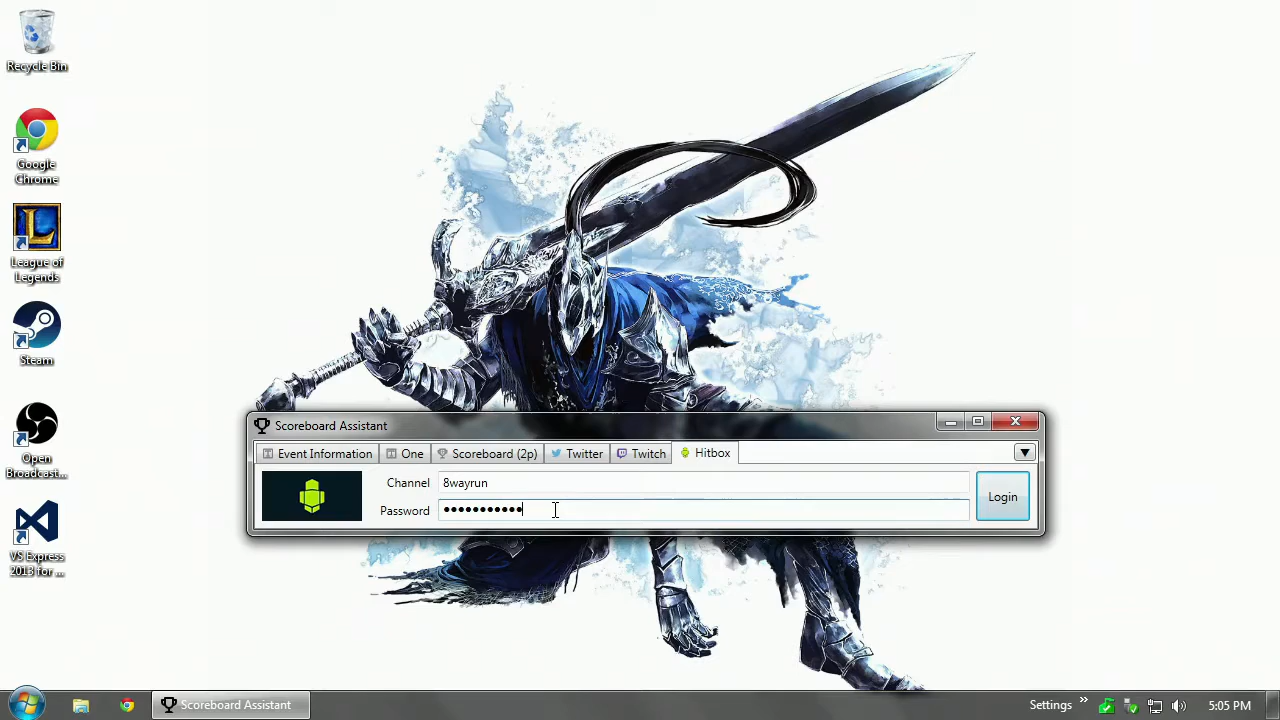 Recycle Bin
Google
Chrome
League of
Legends
Steam
Open
Broadcast...
VS Express
2013 for ...
Scoreboard Assistant
Event Information
One
Scoreboard (2p)
Twitter
Twitch
Hitbox
Channel
8wayrun
Password
●●●●●●●●●●●
Login
Scoreboard Assistant
Settings
»
5:05 PM